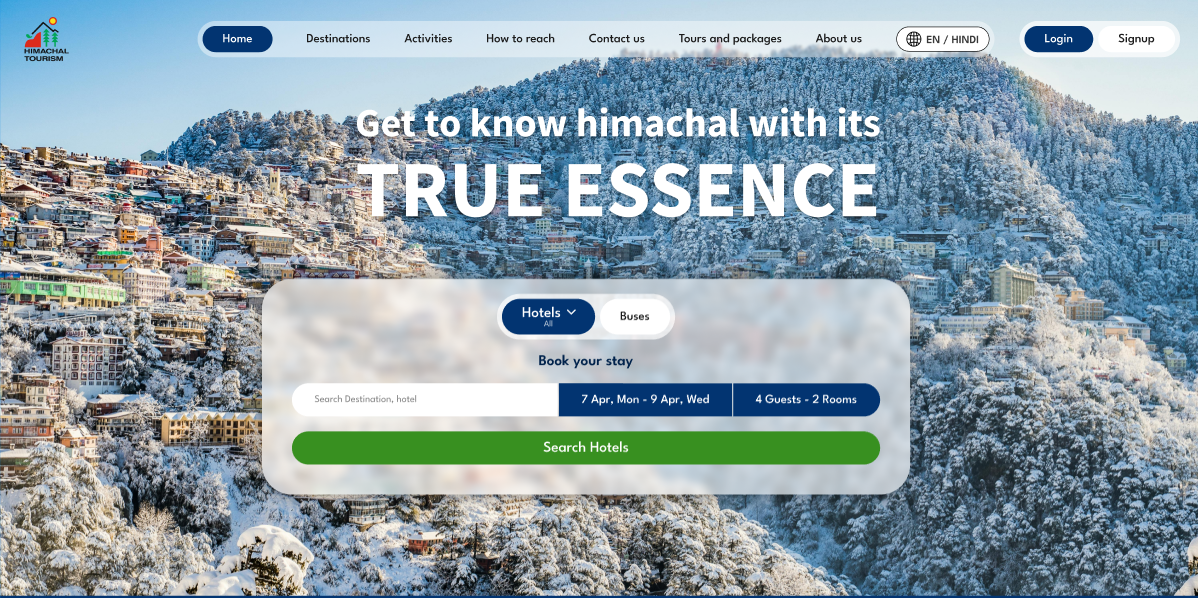 HIMACHAL
TOURISM
Home
Destinations
Activities
How to reach
Contact us
Tours and packages
About us
EN / HINDI
Login
Signup
Get to know himachal with its
TRUE ESSENCE
Hotels
All
Buses
Book your stay
Search Destination, hotel
7 Apr, Mon - 9 Apr, Wed
4 Guests - 2 Rooms
Search Hotels